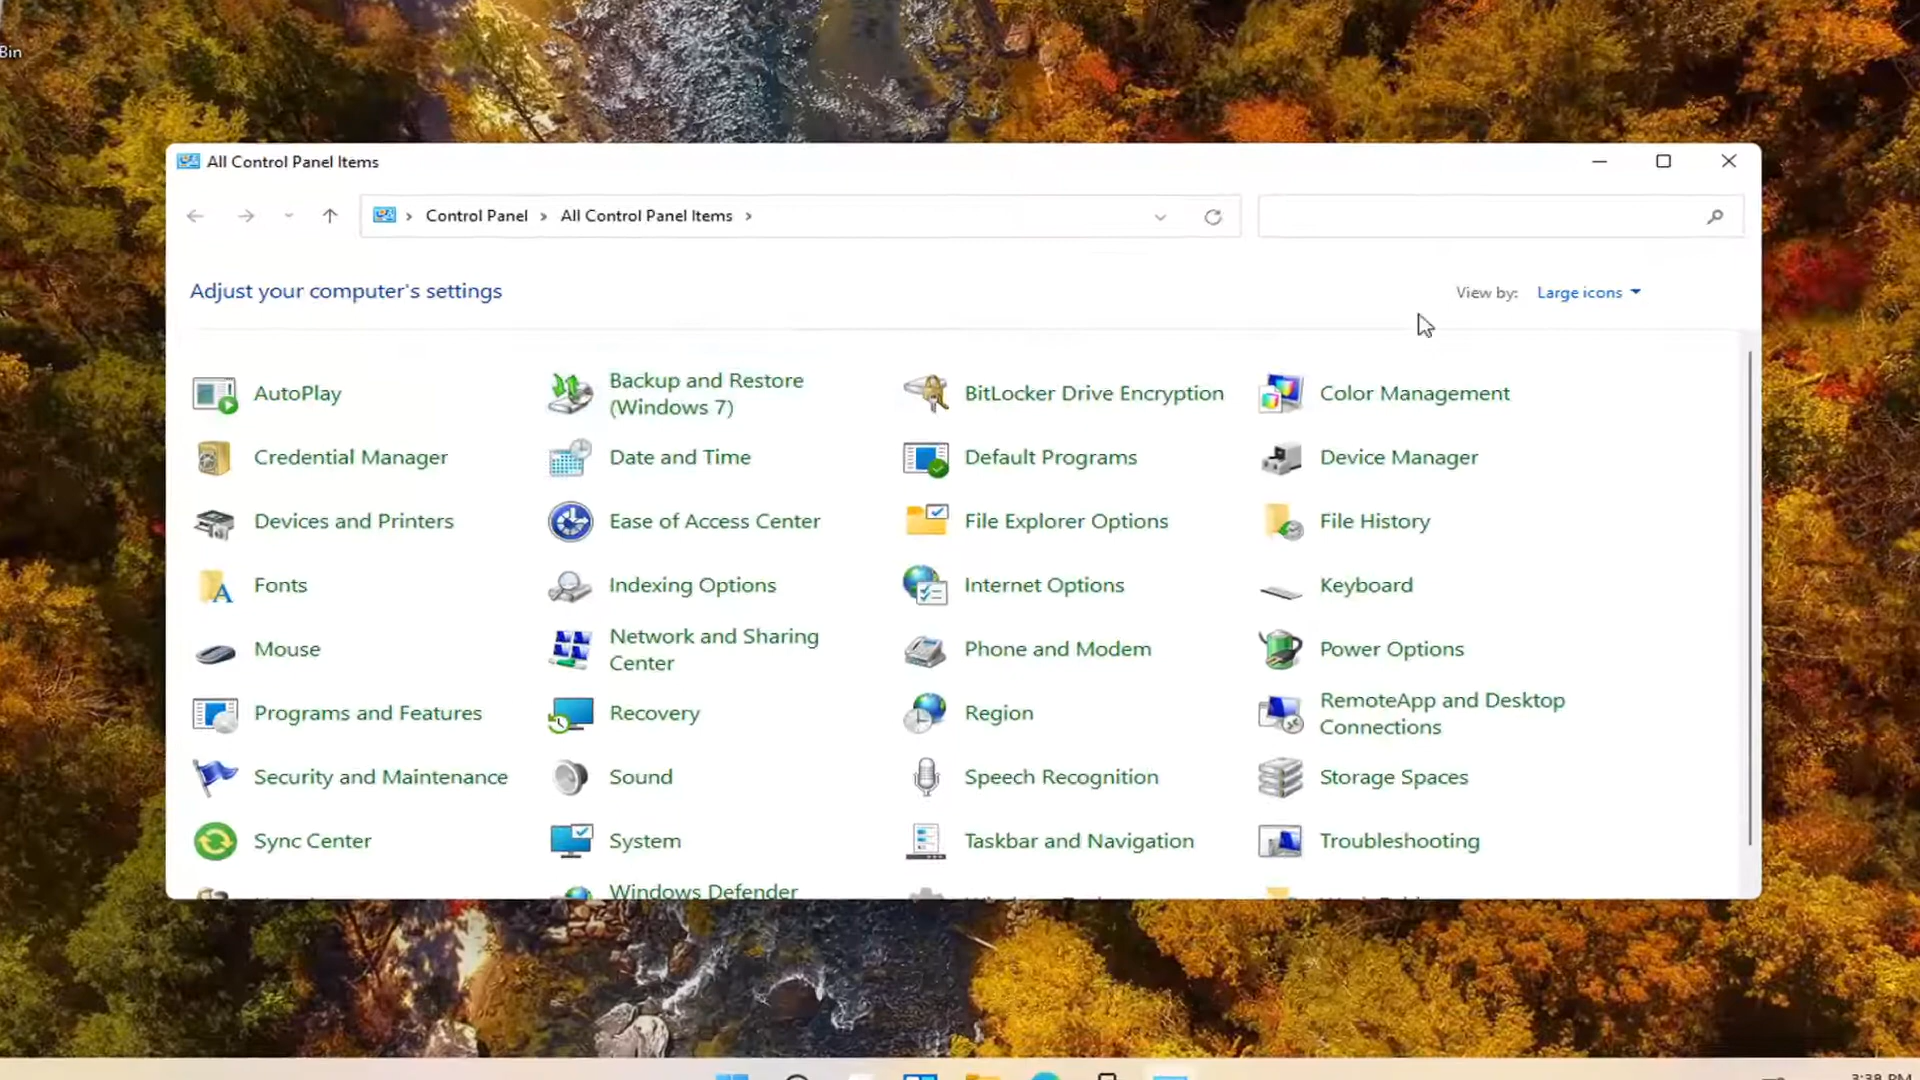 Bin
All Control Panel Items
Control Panel
All Control Panel Items
Adjust your computer's settings
View by:
Large icons
AutoPlay
Backup and Restore
(Windows 7)
BitLocker Drive Encryption
Color Management
Credential Manager
Date and Time
Default Programs
Device Manager
Devices and Printers
Ease of Access Center
File Explorer Options
File History
Fonts
Indexing Options
Internet Options
Keyboard
Mouse
Network and Sharing
Center
Phone and Modem
Power Options
Programs and Features
Recovery
Region
RemoteApp and Desktop
Connections
Security and Maintenance
Sound
Speech Recognition
Storage Spaces
Sync Center
System
Taskbar and Navigation
Troubleshooting
Windows Defender
3:38 PM